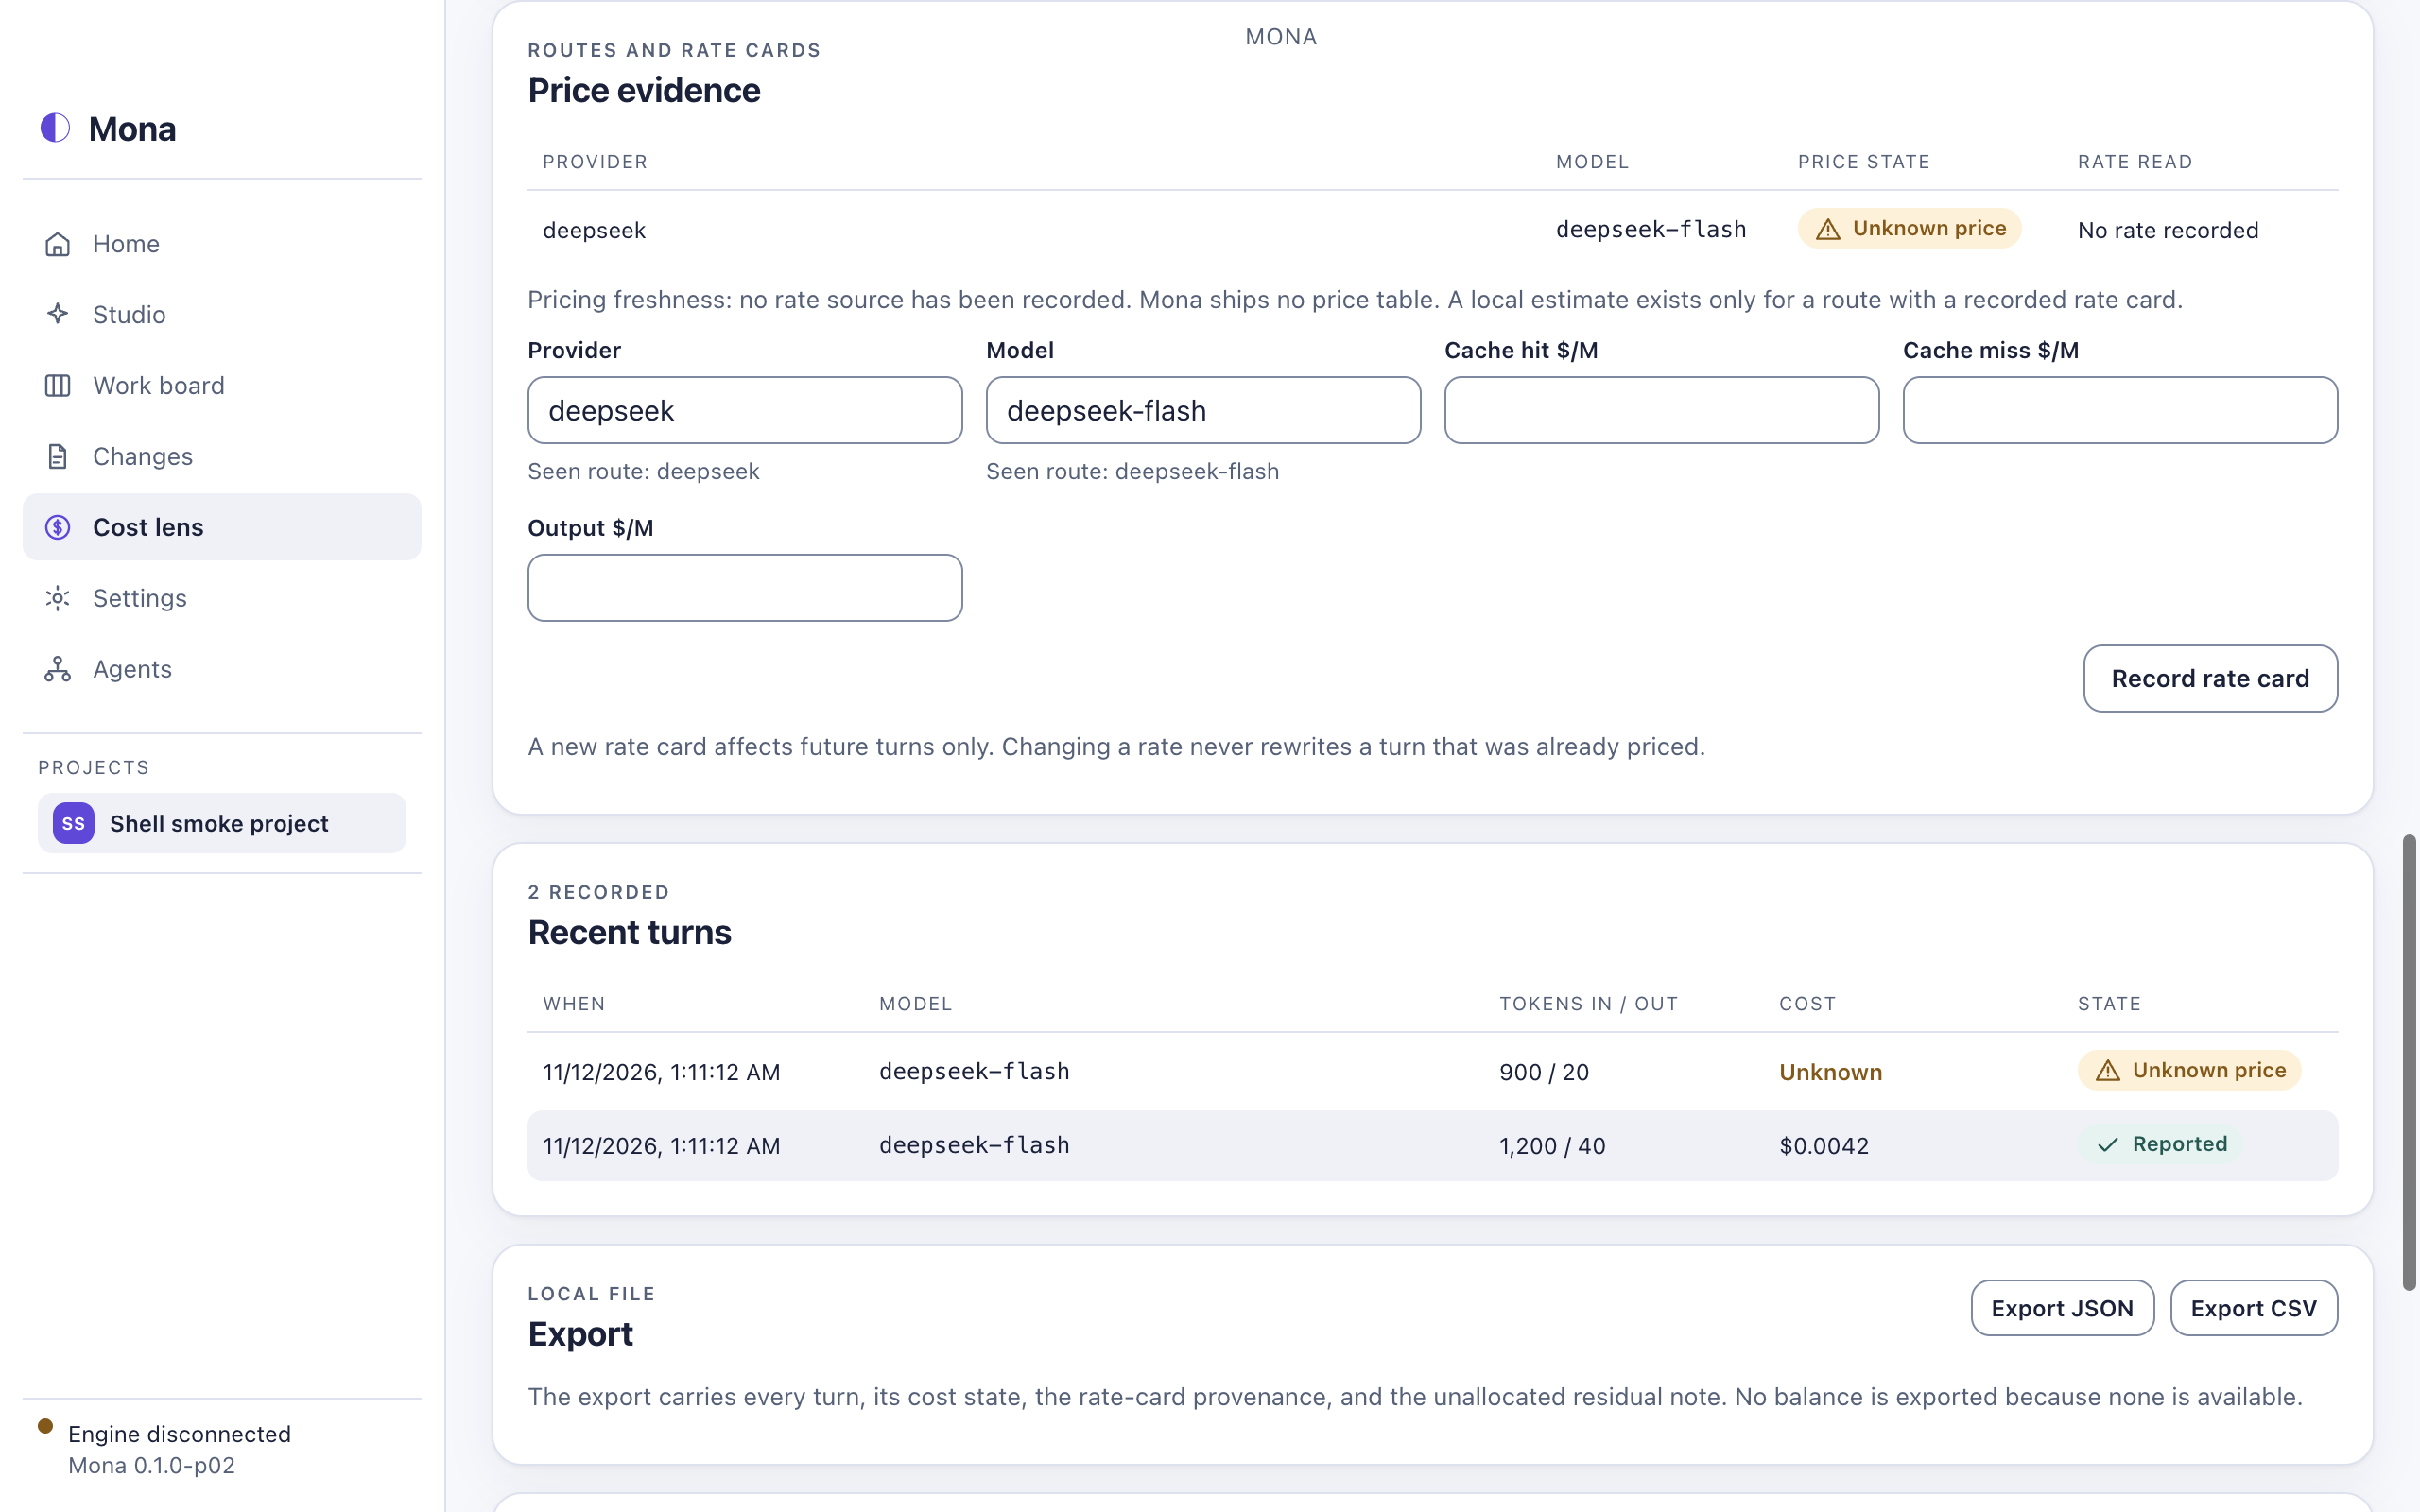 Mona
Home
Studio
Work board
Changes
Cost lens
Settings
Agents
PROJECTS
SS Shell smoke project
Engine disconnected
Mona 0.1.0-p02
MONA
ROUTES AND RATE CARDS
Price evidence
PROVIDER MODEL PRICE STATE RATE READ
deepseek deepseek-flash Unknown price No rate recorded
Pricing freshness: no rate source has been recorded. Mona ships no price table. A local estimate exists only for a route with a recorded rate card.
Provider Model Cache hit $/M Cache miss $/M
deepseek deepseek-flash
Seen route: deepseek Seen route: deepseek-flash
Output $/M
Record rate card
A new rate card affects future turns only. Changing a rate never rewrites a turn that was already priced.
2 RECORDED
Recent turns
WHEN MODEL TOKENS IN / OUT COST STATE
11/12/2026, 1:11:12 AM deepseek-flash 900 / 20 Unknown Unknown price
11/12/2026, 1:11:12 AM deepseek-flash 1,200 / 40 $0.0042 Reported
LOCAL FILE
Export
Export JSON Export CSV
The export carries every turn, its cost state, the rate-card provenance, and the unallocated residual note. No balance is exported because none is available.